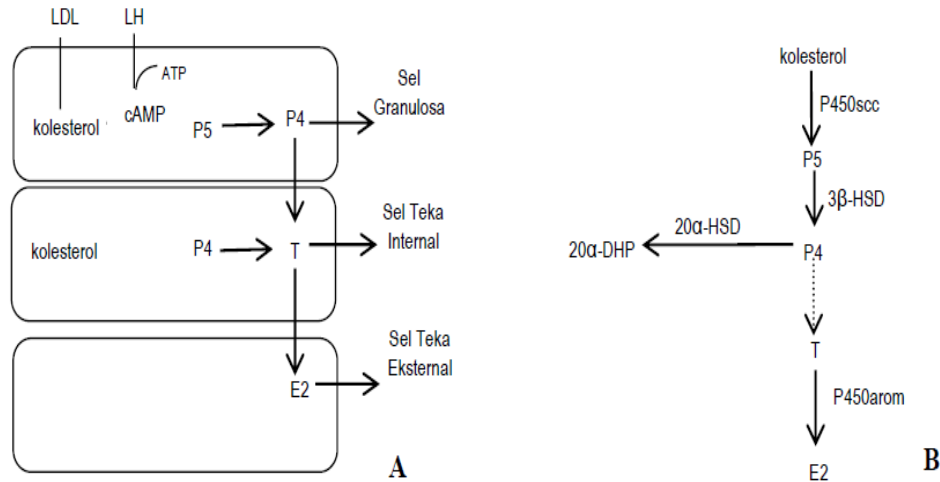 LDL
LH
ATP
cAMP
kolesterol
P5
P4
Sel
Granulosa
kolesterol
P4
T
Sel Teka
Internal
E2
Sel Teka
Eksternal
A
kolesterol
P450scc
P5
3β-HSD
20α-HSD
20α-DHP
P4
T
P450arom
E2
B